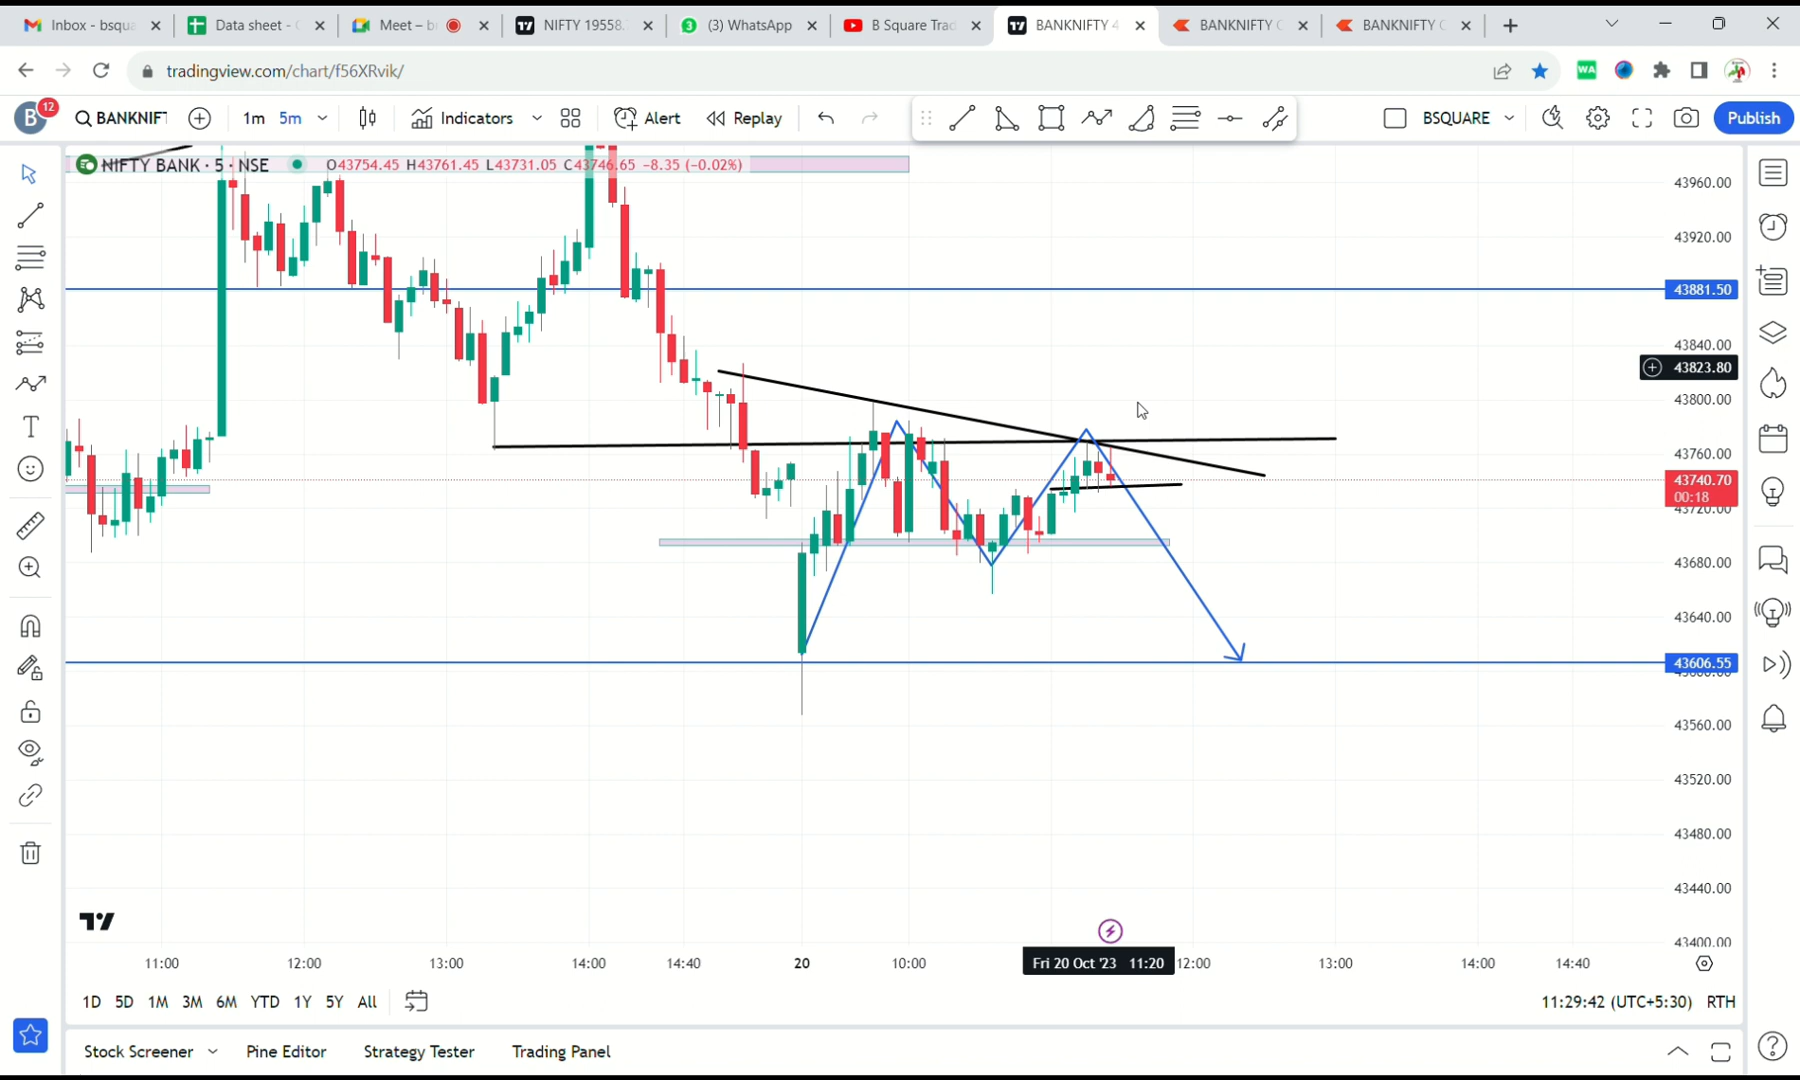 Inbox - bsqua
Data sheet - G
Meet – b
NIFTY 19558.
(3) WhatsApp
B Square Trad
BANKNIFTY 4
BANKNIFTY O
BANKNIFTY O
tradingview.com/chart/f56XRvik/
B
12
BANKNIFT
1m
5m
Indicators
Alert
Replay
BSQUARE
Publish
NIFTY BANK · 5 · NSE
O43754.45 H43761.45 L43731.05 C43746.65 −8.35 (−0.02%)
43960.00
43920.00
43881.50
43840.00
43823.80
43800.00
43760.00
43740.70
00:18
43720.00
43680.00
43640.00
43606.55
43600.00
43560.00
43520.00
43480.00
43440.00
43400.00
11:00
12:00
13:00
14:00
14:40
20
10:00
Fri 20 Oct '23 11:20
12:00
13:00
14:00
14:40
1D 5D 1M 3M 6M YTD 1Y 5Y All
11:29:42 (UTC+5:30) RTH
Stock Screener
Pine Editor
Strategy Tester
Trading Panel